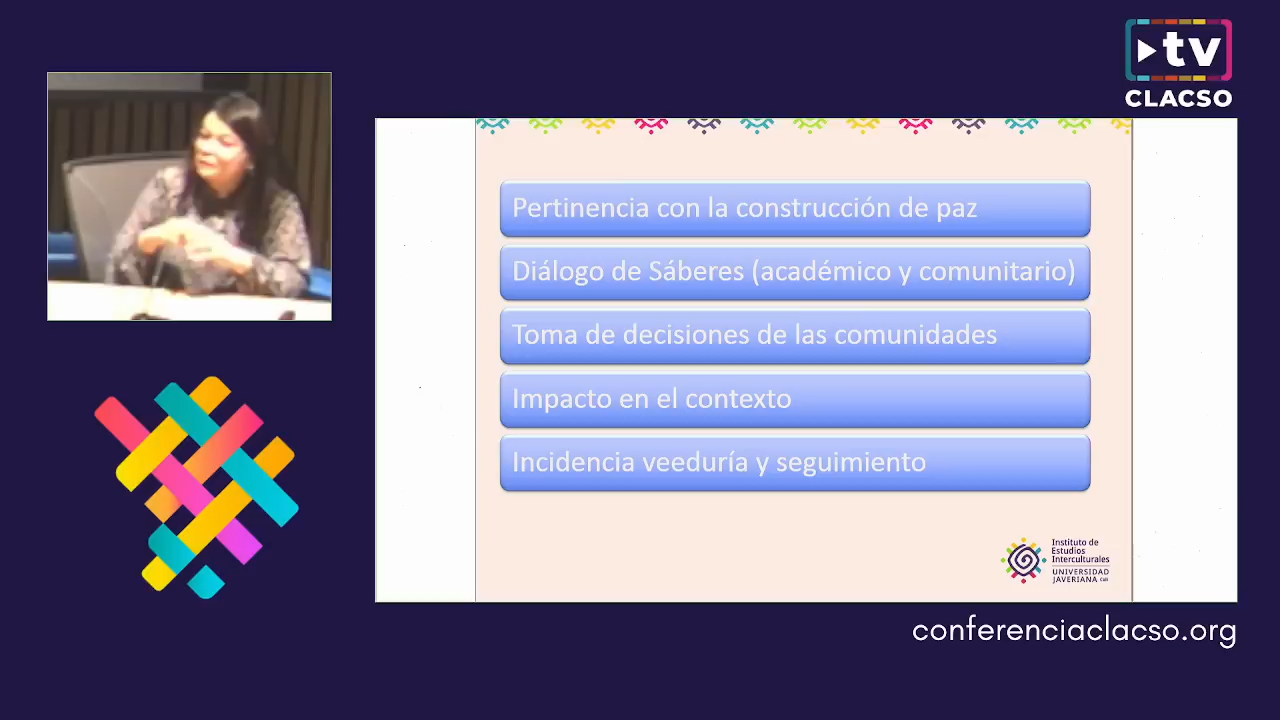 tv
CLACSO
Pertinencia con la construcción de paz
Diálogo de Sáberes (académico y comunitario)
Toma de decisiones de las comunidades
Impacto en el contexto
Incidencia veeduría y seguimiento
Instituto de
Estudios
Interculturales
UNIVERSIDAD
JAVERIANA Cali
conferenciaclacso.org